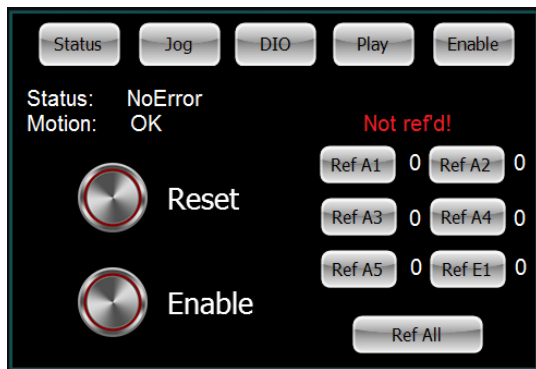 Status Jog DIO Play Enable
Status: NoError
Motion: OK
Not ref'd!
Ref A1 0 Ref A2 0
Reset
Ref A3 0 Ref A4 0
Ref A5 0 Ref E1 0
Enable
Ref All